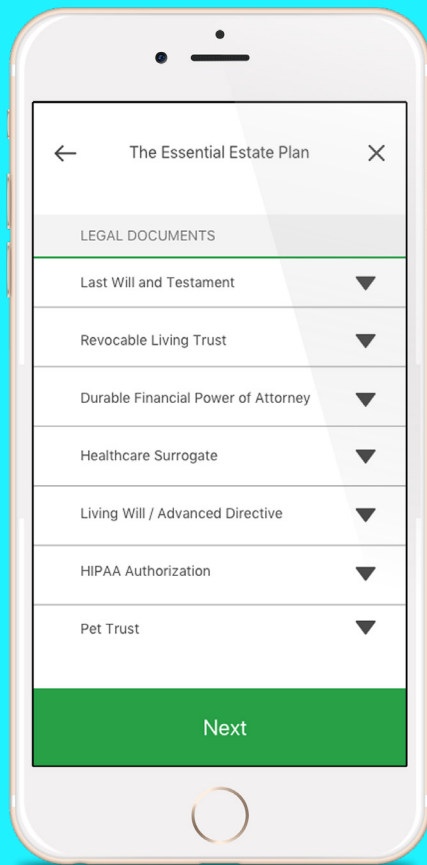 The Essential Estate Plan
LEGAL DOCUMENTS
Last Will and Testament
Revocable Living Trust
Durable Financial Power of Attorney
Healthcare Surrogate
Living Will / Advanced Directive
HIPAA Authorization
Pet Trust
Next